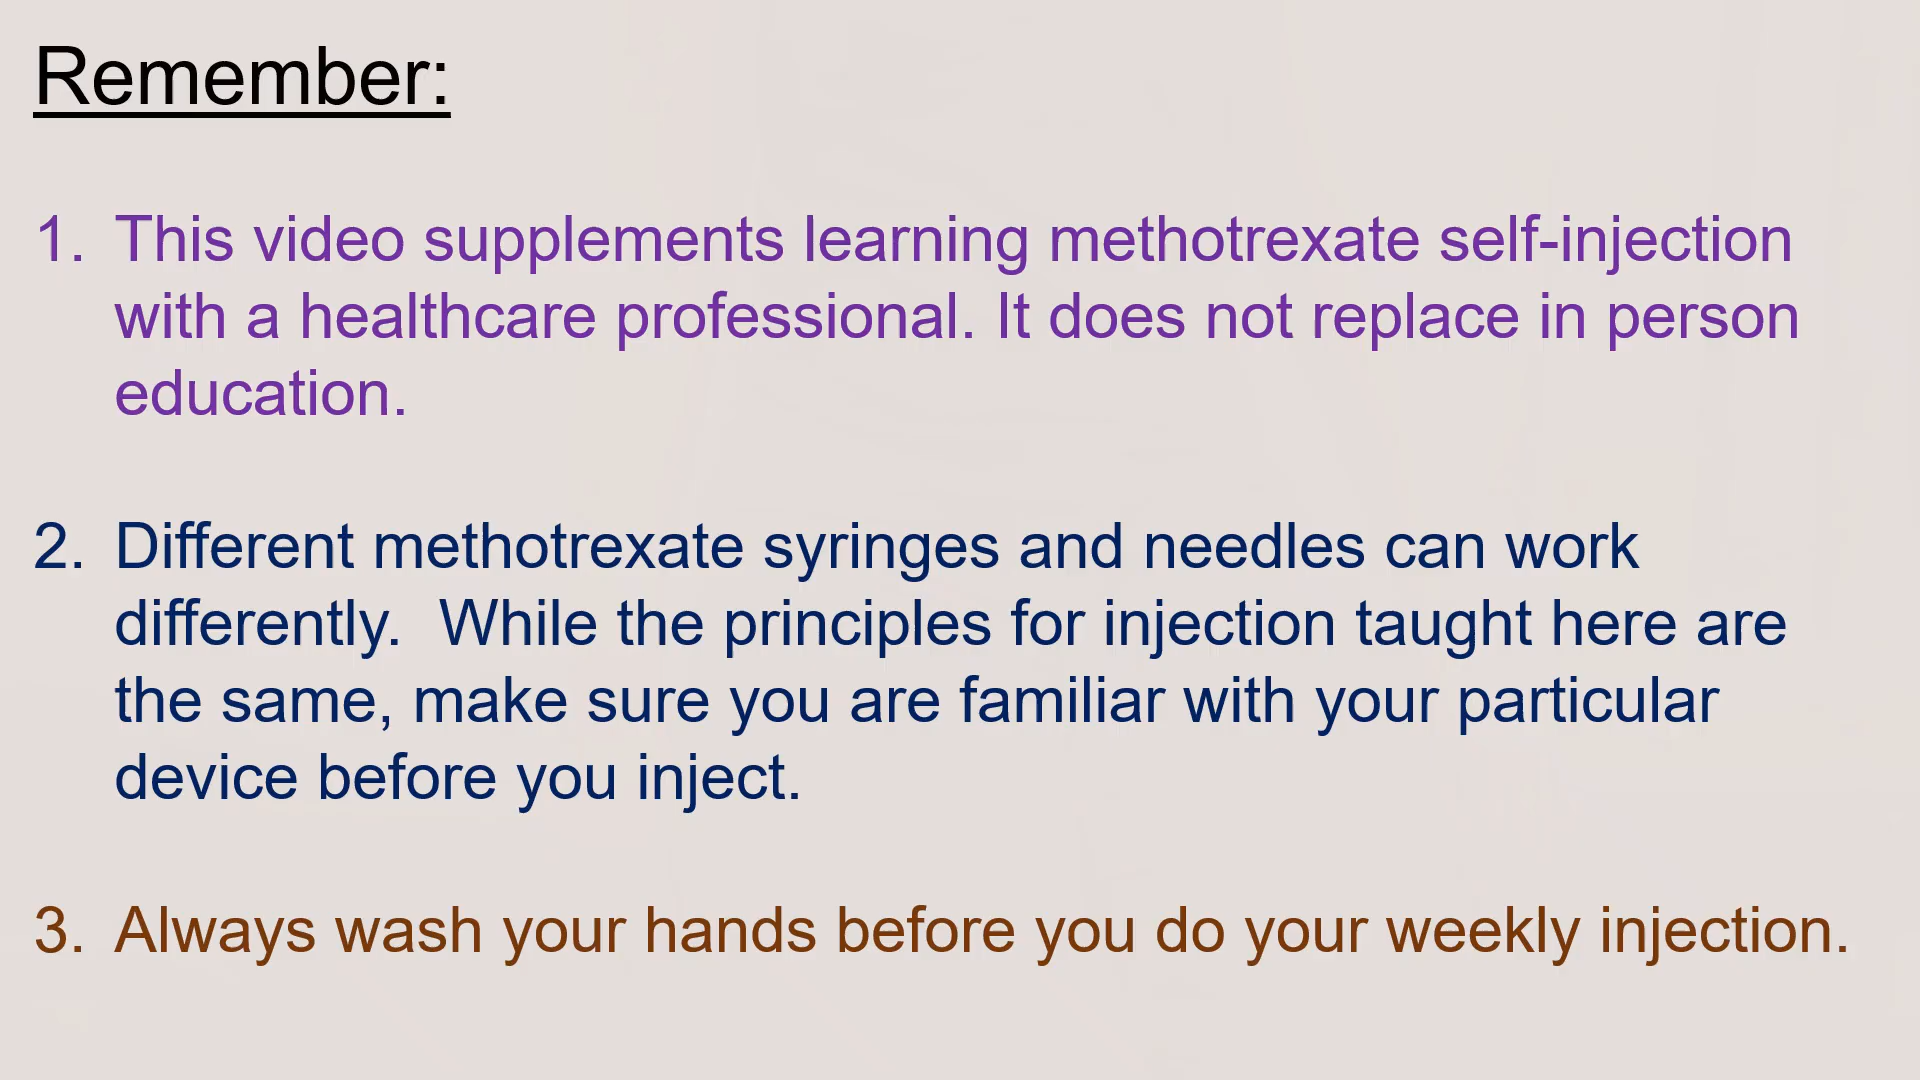 Remember:
1. This video supplements learning methotrexate self-injection
with a healthcare professional. It does not replace in person
education.
2. Different methotrexate syringes and needles can work
differently.  While the principles for injection taught here are
the same, make sure you are familiar with your particular
device before you inject.
3. Always wash your hands before you do your weekly injection.